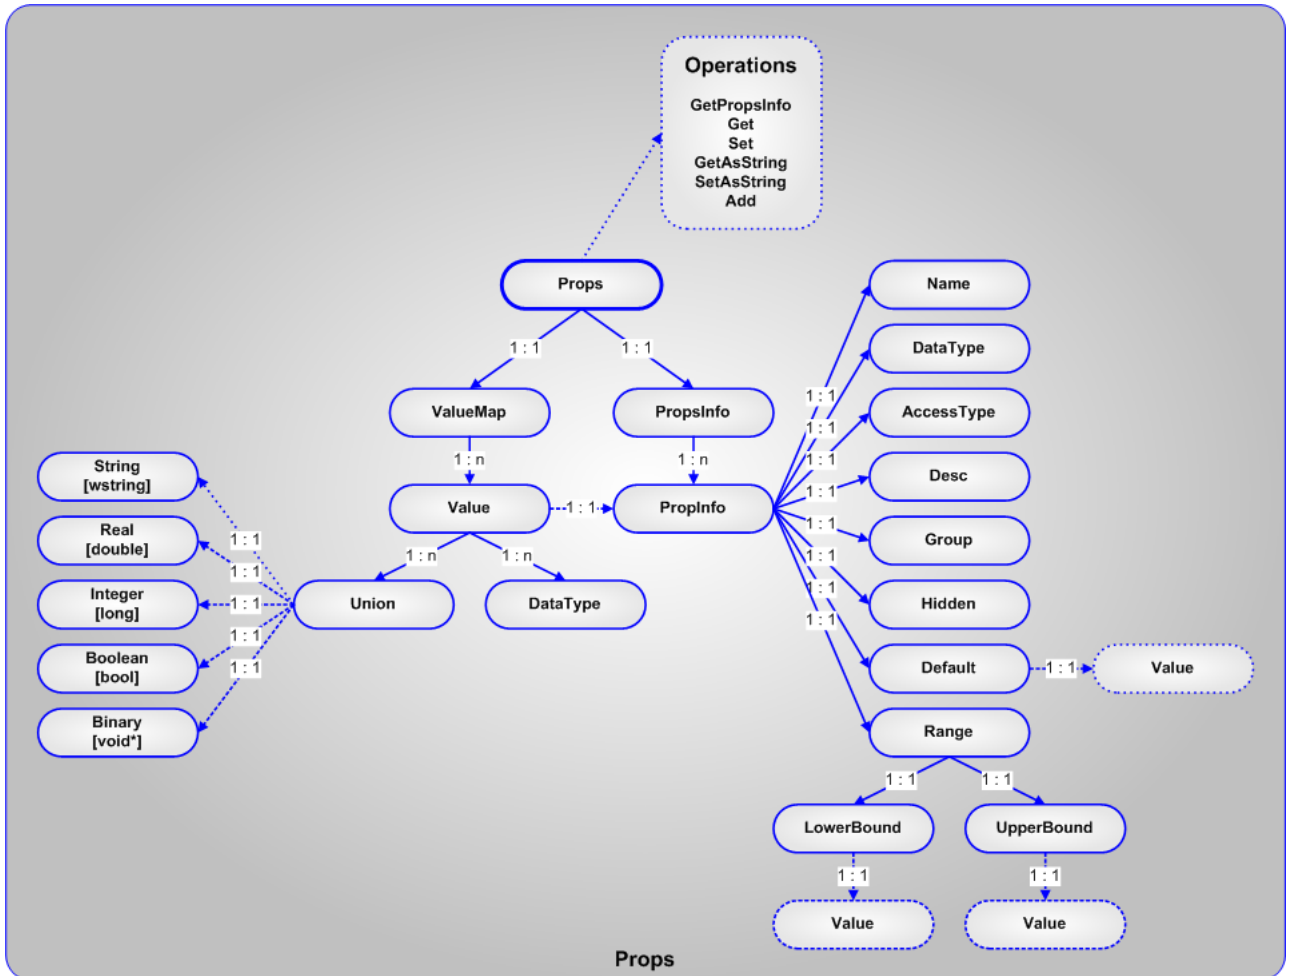 Operations
GetPropsInfo
Get
Set
GetAsString
SetAsString
Add
Props
1 : 1
1 : 1
ValueMap
PropsInfo
1 : n
1 : n
Value
1 : 1
PropInfo
1 : n
1 : n
Union
DataType
String
[wstring]
Real
[double]
Integer
[long]
Boolean
[bool]
Binary
[void*]
1 : 1
1 : 1
1 : 1
1 : 1
1 : 1
1 : 1
1 : 1
1 : 1
1 : 1
1 : 1
1 : 1
1 : 1
1 : 1
Name
DataType
AccessType
Desc
Group
Hidden
Default
1 : 1
Value
Range
1 : 1
1 : 1
LowerBound
UpperBound
1 : 1
1 : 1
Value
Value
Props